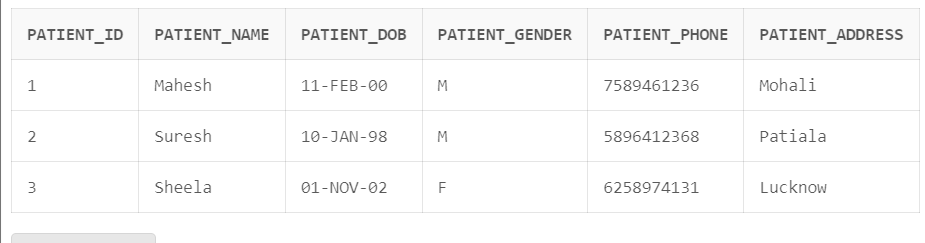 PATIENT_ID PATIENT_NAME PATIENT_DOB PATIENT_GENDER PATIENT_PHONE PATIENT_ADDRESS
1 Mahesh 11-FEB-00 M 7589461236 Mohali
2 Suresh 10-JAN-98 M 5896412368 Patiala
3 Sheela 01-NOV-02 F 6258974131 Lucknow